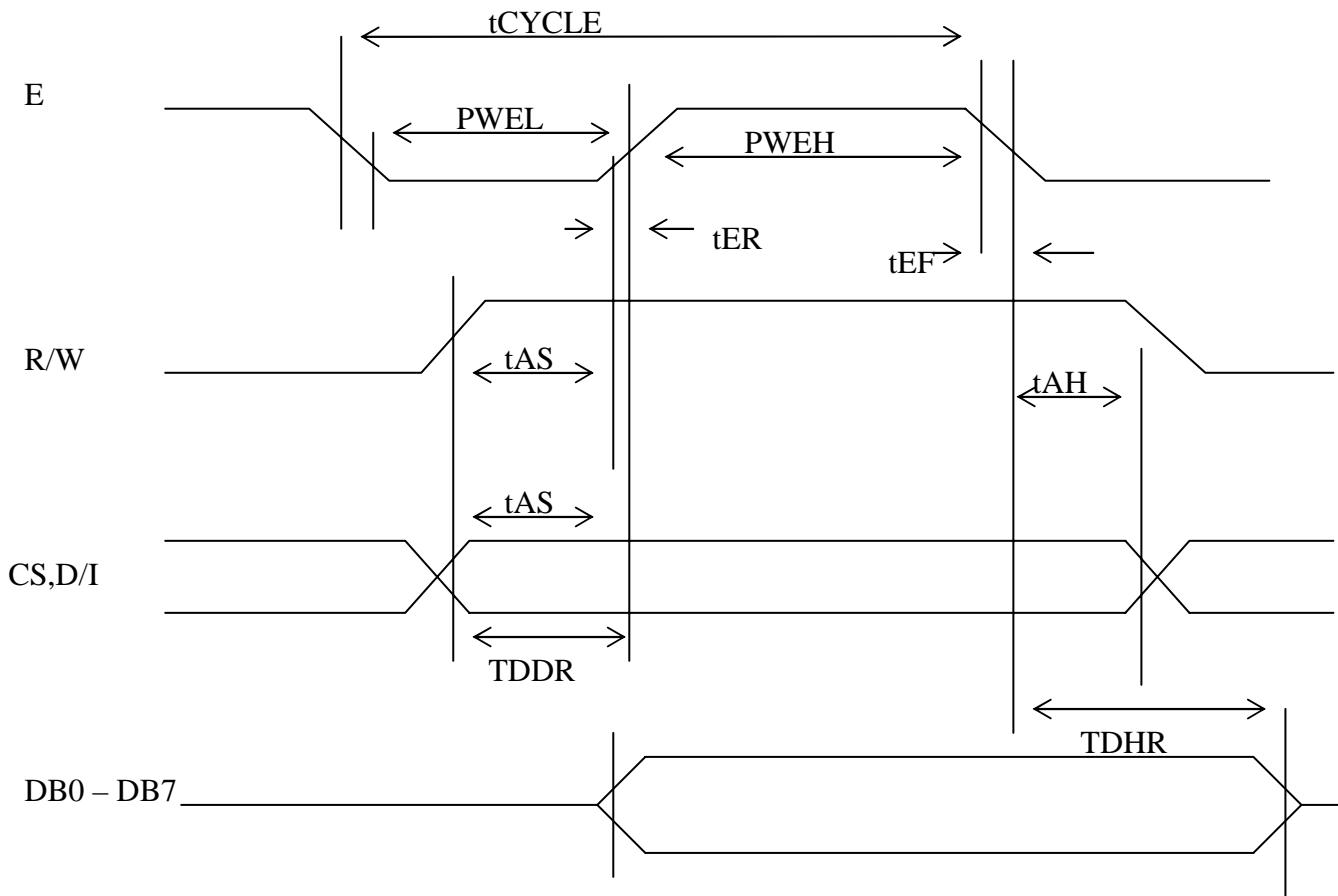 tCYCLE
E
PWEL
PWEH
tER
tEF
R/W
tAS
tAH
tAS
CS,D/I
TDDR
TDHR
DB0 – DB7